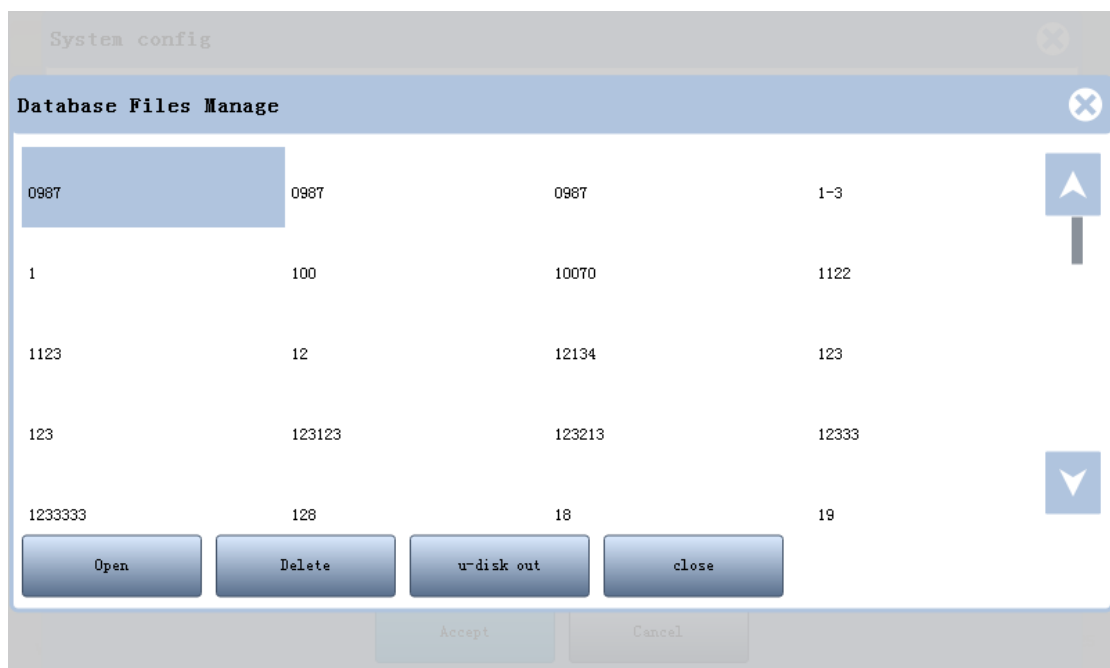 System config
Database Files Manage
0987 0987 0987 1-3
1 100 10070 1122
1123 12 12134 123
123 123123 123213 12333
1233333 128 18 19
Open Delete u-disk out close
Accept Cancel